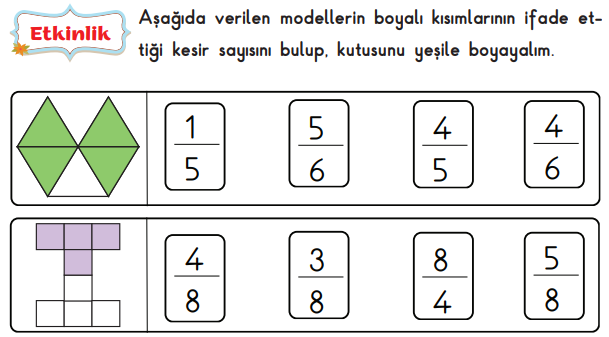 Etkinlik
Aşağıda verilen modellerin boyalı kısımlarının ifade et-
tiği kesir sayısını bulup, kutusunu yeşile boyayalım.
1/5 5/6 4/5 4/6
4/8 3/8 8/4 5/8